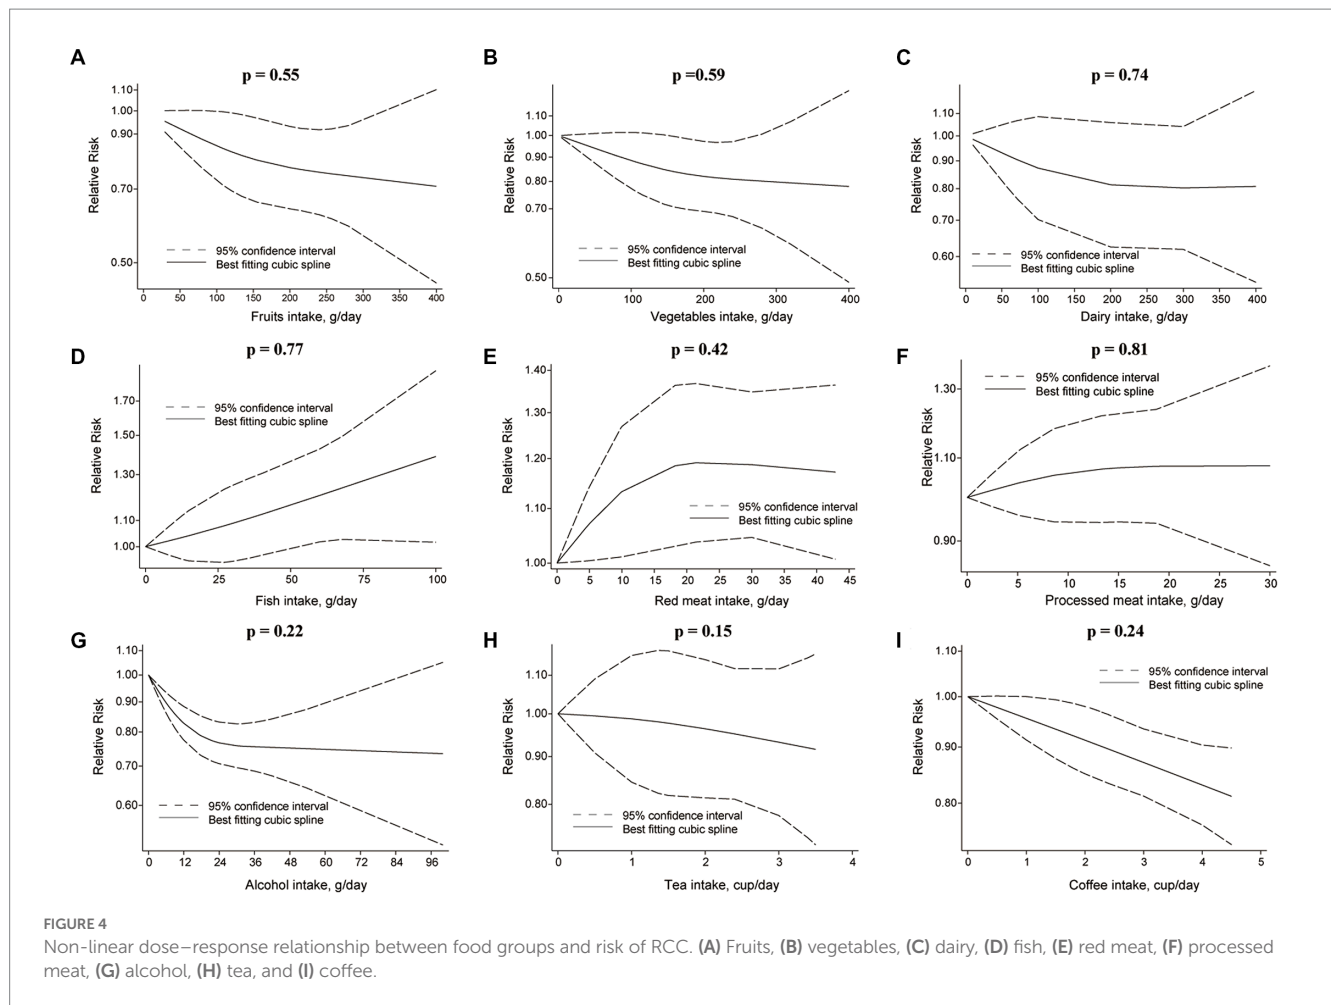 A
p = 0.55
Relative Risk
1.10
1.00
0.90
0.70
0.50
95% confidence interval
Best fitting cubic spline
0 50 100 150 200 250 300 350 400
Fruits intake, g/day
B
p =0.59
Relative Risk
1.10
1.00
0.90
0.80
0.70
0.50
95% confidence interval
Best fitting cubic spline
0 100 200 300 400
Vegetables intake, g/day
C
p = 0.74
Relative Risk
1.10
1.00
0.90
0.80
0.70
0.60
95% confidence interval
Best fitting cubic spline
0 50 100 150 200 250 300 350 400
Dairy intake, g/day
D
p = 0.77
Relative Risk
1.70
1.50
1.30
1.10
1.00
95% confidence interval
Best fitting cubic spline
0 25 50 75 100
Fish intake, g/day
E
p = 0.42
Relative Risk
1.40
1.30
1.20
1.10
1.00
95% confidence interval
Best fitting cubic spline
0 5 10 15 20 25 30 35 40 45
Red meat intake, g/day
F
p = 0.81
Relative Risk
1.30
1.10
0.90
95% confidence interval
Best fitting cubic spline
0 5 10 15 20 25 30
Processed meat intake, g/day
G
p = 0.22
Relative Risk
1.10
1.00
0.90
0.80
0.70
0.60
95% confidence interval
Best fitting cubic spline
0 12 24 36 48 60 72 84 96
Alcohol intake, g/day
H
p = 0.15
Relative Risk
1.10
1.00
0.90
0.80
95% confidence interval
Best fitting cubic spline
0 1 2 3 4
Tea intake, cup/day
I
p = 0.24
Relative Risk
1.10
1.00
0.90
0.80
95% confidence interval
Best fitting cubic spline
0 1 2 3 4 5
Coffee intake, cup/day
FIGURE 4
Non-linear dose–response relationship between food groups and risk of RCC. (A) Fruits, (B) vegetables, (C) dairy, (D) fish, (E) red meat, (F) processed
meat, (G) alcohol, (H) tea, and (I) coffee.